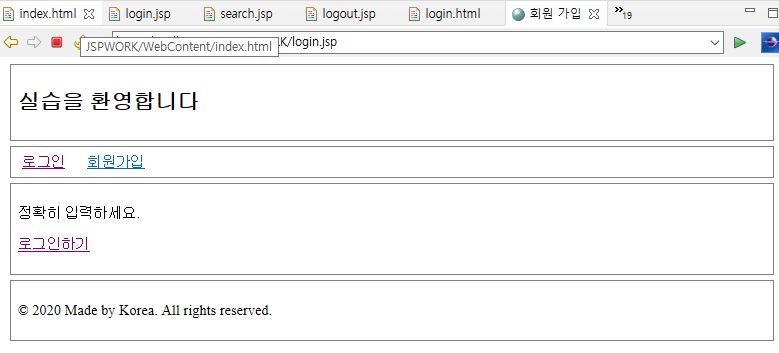 index.html login.jsp search.jsp logout.jsp login.html 회원 가입 19
JSPWORK/WebContent/index.html K/login.jsp
실습을 환영합니다
로그인 회원가입
정확히 입력하세요.
로그인하기
© 2020 Made by Korea. All rights reserved.